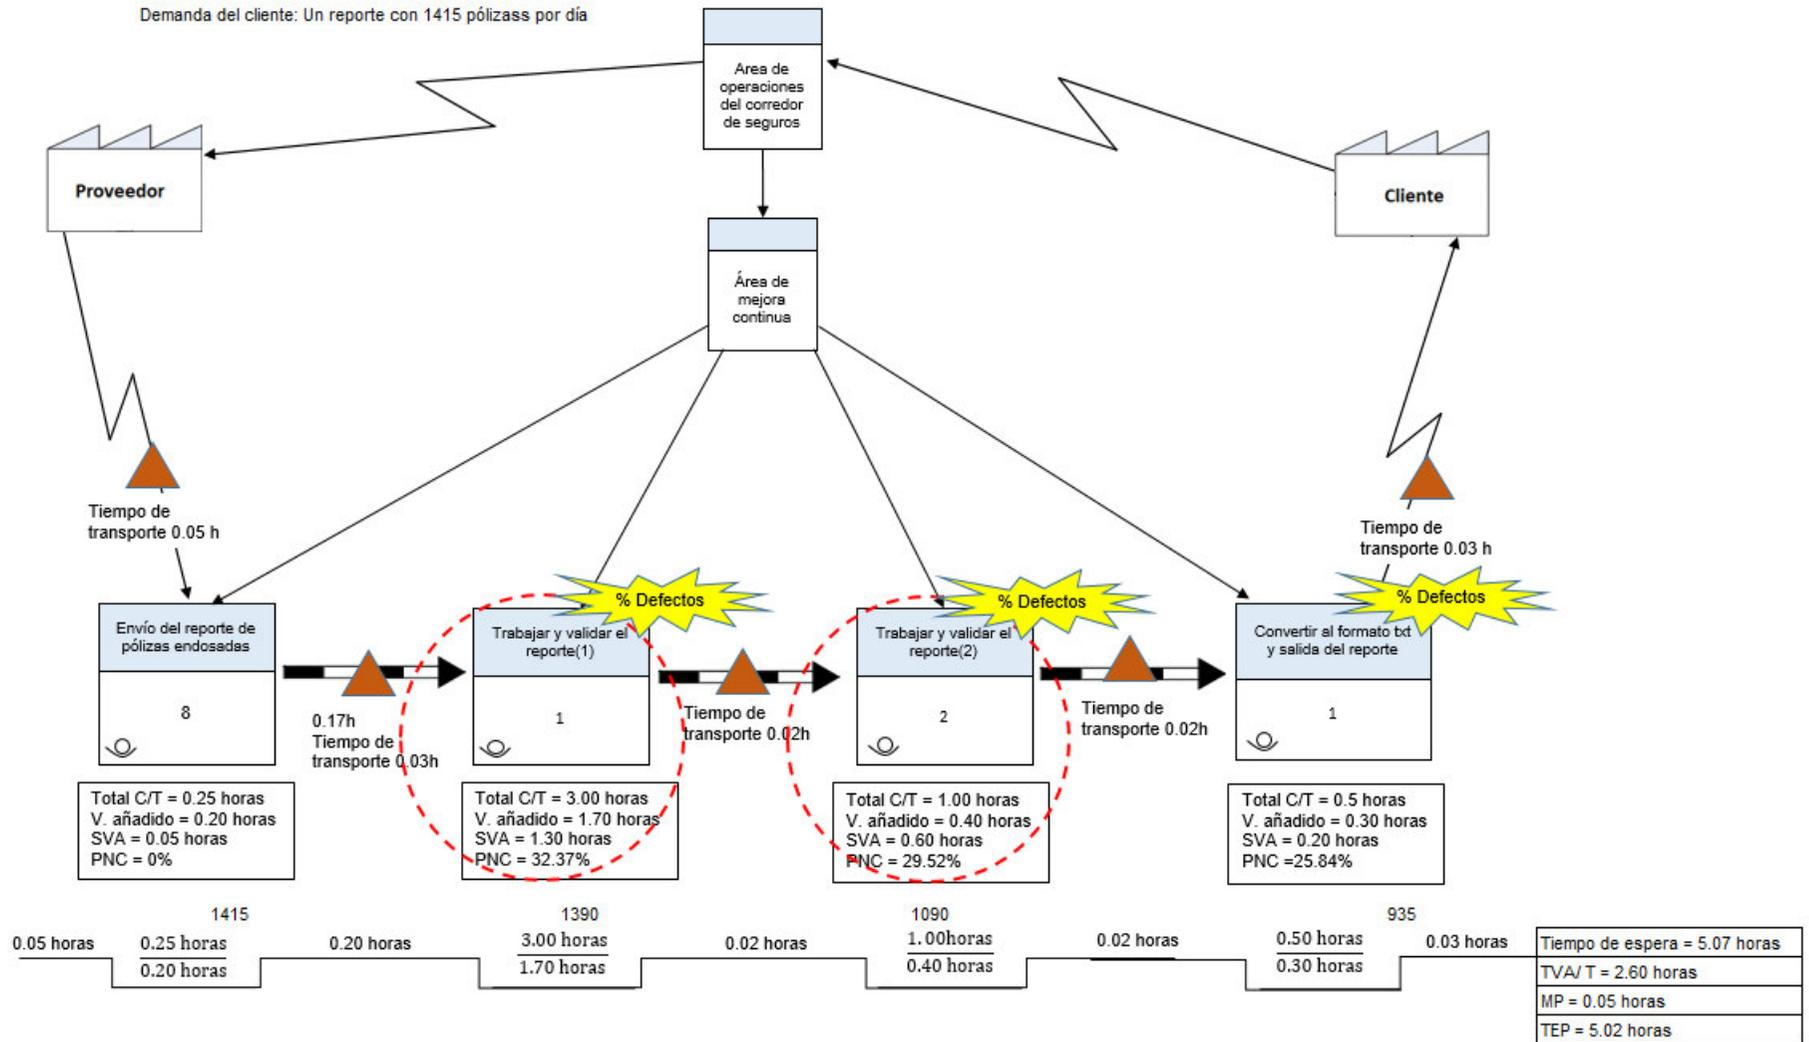 Demanda del cliente: Un reporte con 1415 pólizass por día
Area de
operaciones
del corredor
de seguros
Proveedor
Cliente
Área de
mejora
continua
Tiempo de
transporte 0.05 h
Tiempo de
transporte 0.03 h
Envío del reporte de
pólizas endosadas
8
0.17h
Tiempo de
transporte 0.03h
% Defectos
Trabajar y validar el
reporte(1)
1
Tiempo de
transporte 0.02h
% Defectos
Trabajar y validar el
reporte(2)
2
Tiempo de
transporte 0.02h
% Defectos
Convertir al formato txt
y salida del reporte
1
Total C/T = 0.25 horas
V. añadido = 0.20 horas
SVA = 0.05 horas
PNC = 0%
Total C/T = 3.00 horas
V. añadido = 1.70 horas
SVA = 1.30 horas
PNC = 32.37%
Total C/T = 1.00 horas
V. añadido = 0.40 horas
SVA = 0.60 horas
PNC = 29.52%
Total C/T = 0.5 horas
V. añadido = 0.30 horas
SVA = 0.20 horas
PNC =25.84%
1415
1390
1090
935
0.05 horas
0.25 horas
0.20 horas
0.20 horas
3.00 horas
1.70 horas
0.02 horas
1.00horas
0.40 horas
0.02 horas
0.50 horas
0.30 horas
0.03 horas
Tiempo de espera = 5.07 horas
TVA/ T = 2.60 horas
MP = 0.05 horas
TEP = 5.02 horas